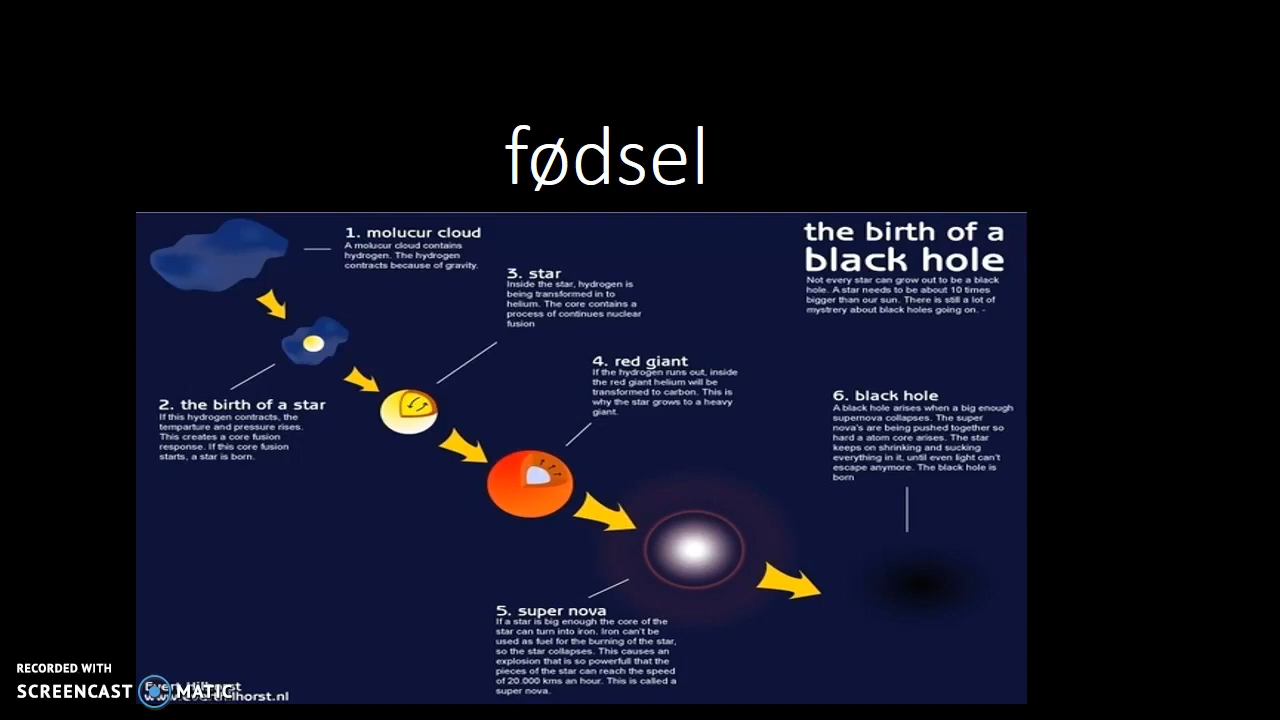 fødsel
1. molucur cloud
A molucur cloud contains
hydrogen. The hydrogen
contracts because of gravity.
the birth of a
black hole
Not every star can grow out to be a black
hole. A star needs to be about 10 times
bigger than our sun. There is still a lot of
mystrery about black holes going on. -
3. star
Inside the star, hydrogen is
being transformed in to
helium. The core contains a
process of continues nuclear
fusion
4. red giant
If the hydrogen runs out, inside
the red giant helium will be
transformed to carbon. This is
why the star grows to a heavy
giant.
2. the birth of a star
If this hydrogen contracts, the
temparture and pressure rises.
This creates a core fusion
response. If this core fusion
starts, a star is born.
6. black hole
A black hole arises when a big enough
supernova collapses. The super
nova's are being pushed together so
hard a atom core arises. The star
keeps on shrinking and sucking
everything in it, until even light can't
escape anymore. The black hole is
born
5. super nova
If a star is big enough the core of the
star can turn into iron. Iron can't be
used as fuel for the burning of the star,
so the star collapses. This causes an
explosion that is so powerfull that the
pieces of the star can reach the speed
of 20.000 kms an hour. This is called a
super nova.
RECORDED WITH
SCREENCAST MATIC